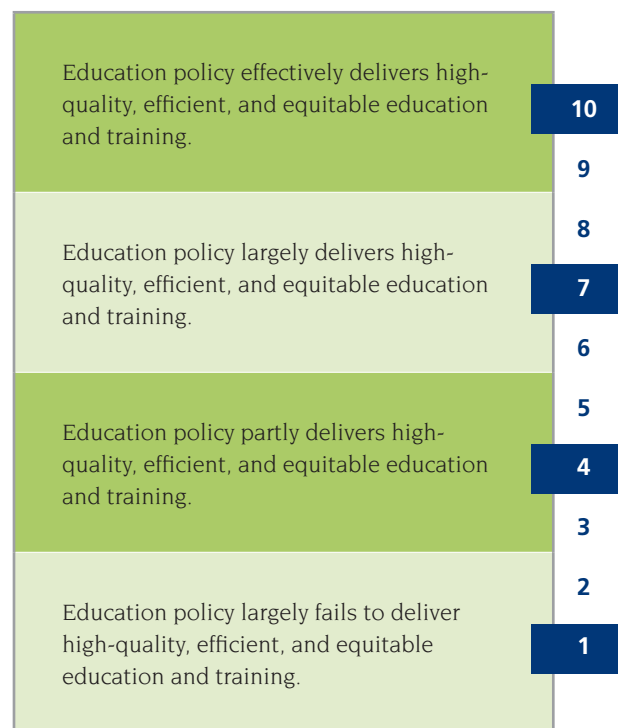 Education policy effectively delivers high-
quality, efficient, and equitable education
and training.
10
9
8
Education policy largely delivers high-
quality, efficient, and equitable education
and training.
7
6
5
Education policy partly delivers high-
quality, efficient, and equitable education
and training.
4
3
2
Education policy largely fails to deliver
high-quality, efficient, and equitable
education and training.
1